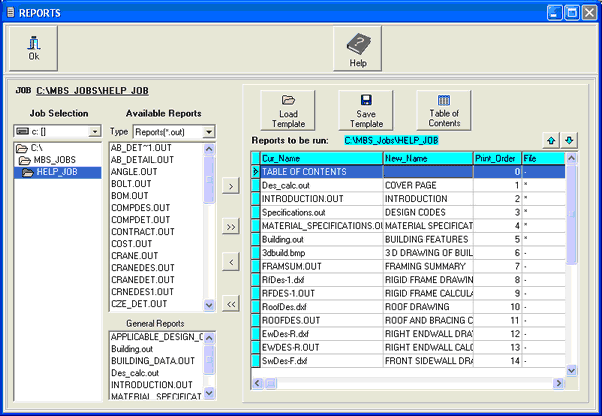 REPORTS
Ok
Help
JOB C:\MBS_JOBS\HELP_JOB
Job Selection
c: []
C:\
MBS_JOBS
HELP_JOB
Available Reports
Type Reports(*.out)
AB_DET~1.OUT
AB_DETAIL.OUT
ANGLE.OUT
BOLT.OUT
BOM.OUT
COMPDES.OUT
COMPDET.OUT
CONTRACT.OUT
COST.OUT
CRANE.OUT
CRANEDES.OUT
CRANEDET.OUT
CRNEDES1.OUT
CZE_DET.OUT
General Reports
APPLICABLE_DESIGN_C
Building.out
BUILDING_DATA.OUT
Des_calc.out
INTRODUCTION.OUT
MATERIAL_SPECIFICAT
>
>>
<
<<
Load Template
Save Template
Table of Contents
Reports to be run: C:\MBS_Jobs\HELP_JOB
Cur_Name New_Name Print_Order File
TABLE OF CONTENTS 0 -
Des_calc.out COVER PAGE 1 *
INTRODUCTION.OUT INTRODUCTION 2 *
Specifications.out DESIGN CODES 3 *
MATERIAL_SPECIFICATIONS.OUT MATERIAL SPECIFICAT 4 *
Building.out BUILDING FEATURES 5 *
3dbuild.bmp 3 D DRAWING OF BUIL 6 -
FRAMSUM.OUT FRAMING SUMMARY 7 -
RIDes-1.dxf RIGID FRAME DRAWIN 8 -
RFDES-1.OUT RIGID FRAME CALCULA 9 -
RoofDes.dxf ROOF DRAWING 10 -
ROOFDES.OUT ROOF AND BRACING C 11 -
EwDes-R.dxf RIGHT ENDWALL DRA 12 -
EWDES-R.OUT RIGHT ENDWALL CALC 13 -
SwDes-F.dxf FRONT SIDEWALL DRA 14 -